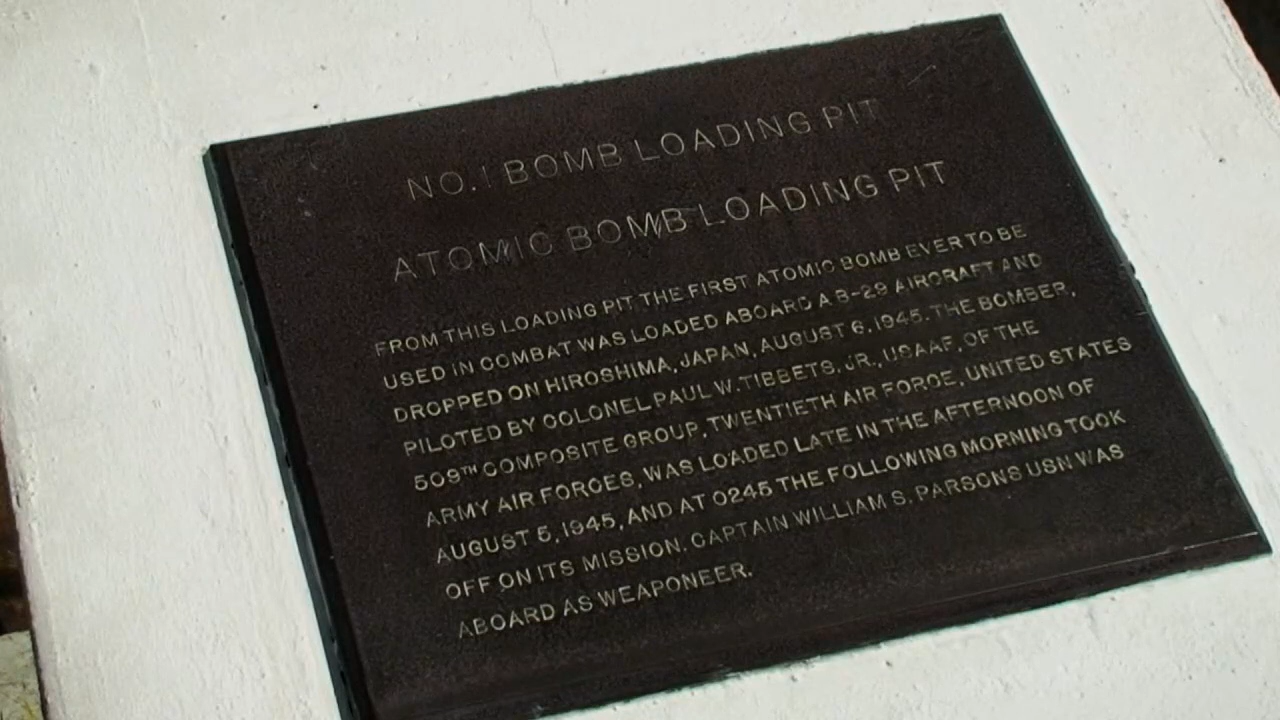 NO.1 BOMB LOADING PIT
ATOMIC BOMB LOADING PIT
FROM THIS LOADING PIT THE FIRST ATOMIC BOMB EVER TO BE
USED IN COMBAT WAS LOADED ABOARD A B-29 AIRCRAFT AND
DROPPED ON HIROSHIMA, JAPAN, AUGUST 6, 1945. THE BOMBER,
PILOTED BY COLONEL PAUL W. TIBBETS, JR., USAAF, OF THE
509TH COMPOSITE GROUP, TWENTIETH AIR FORCE, UNITED STATES
ARMY AIR FORCES, WAS LOADED LATE IN THE AFTERNOON OF
AUGUST 5, 1945, AND AT 0245 THE FOLLOWING MORNING TOOK
OFF ON ITS MISSION. CAPTAIN WILLIAM S. PARSONS USN WAS
ABOARD AS WEAPONEER.